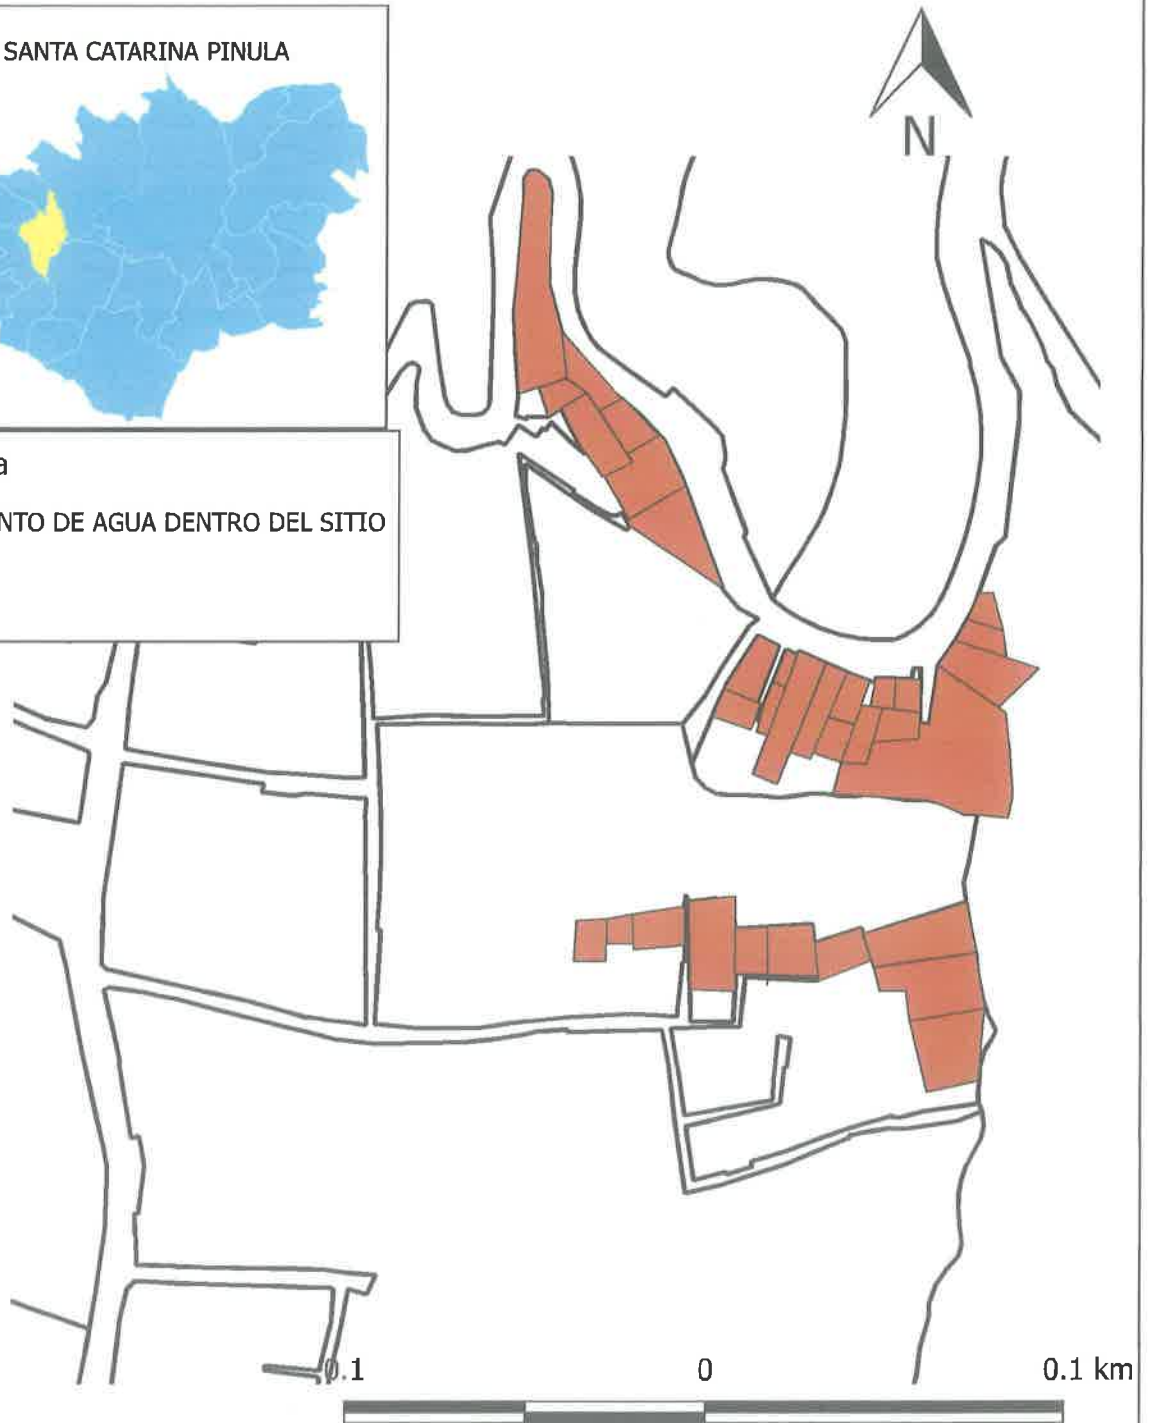 SANTA CATARINA PINULA
N
a
NTO DE AGUA DENTRO DEL SITIO
0.1 0 0.1 km